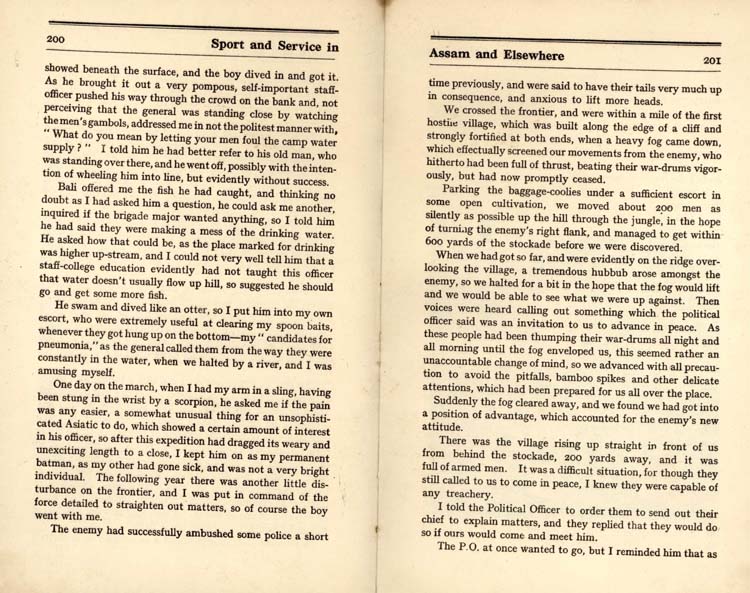 200
Sport and Service in
showed beneath the surface, and the boy dived in and got it.
As he brought it out a very pompous, self-important staff-
officer pushed his way through the crowd on the bank and, not
perceiving that the general was standing close by watching
the men's gambols, addressed me in not the politest manner with,
" What do you mean by letting your men foul the camp water
supply ? " I told him he had better refer to his old man, who
was standing over there, and he went off, possibly with the inten-
tion of wheeling him into line, but evidently without success.
Bali offered me the fish he had caught, and thinking no
doubt as I had asked him a question, he could ask me another,
inquired if the brigade major wanted anything, so I told him
he had said they were making a mess of the drinking water.
He asked how that could be, as the place marked for drinking
was higher up-stream, and I could not very well tell him that a
staff-college education evidently had not taught this officer
that water doesn't usually flow up hill, so suggested he should
go and get some more fish.
He swam and dived like an otter, so I put him into my own
escort, who were extremely useful at clearing my spoon baits,
whenever they got hung up on the bottom—my " candidates for
pneumonia," as the general called them from the way they were
constantly in the water, when we halted by a river, and I was
amusing myself.
One day on the march, when I had my arm in a sling, having
been stung in the wrist by a scorpion, he asked me if the pain
was any easier, a somewhat unusual thing for an unsophisti-
cated Asiatic to do, which showed a certain amount of interest
in his officer, so after this expedition had dragged its weary and
unexciting length to a close, I kept him on as my permanent
batman, as my other had gone sick, and was not a very bright
individual. The following year there was another little dis-
turbance on the frontier, and I was put in command of the
force detailed to straighten out matters, so of course the boy
went with me.
The enemy had successfully ambushed some police a short
Assam and Elsewhere
201
time previously, and were said to have their tails very much up
in consequence, and anxious to lift more heads.
We crossed the frontier, and were within a mile of the first
hostile village, which was built along the edge of a cliff and
strongly fortified at both ends, when a heavy fog came down,
which effectually screened our movements from the enemy, who
hitherto had been full of thrust, beating their war-drums vigor-
ously, but had now promptly ceased.
Parking the baggage-coolies under a sufficient escort in
some open cultivation, we moved about 200 men as
silently as possible up the hill through the jungle, in the hope
of turning the enemy's right flank, and managed to get within
600 yards of the stockade before we were discovered.
When we had got so far, and were evidently on the ridge over-
looking the village, a tremendous hubbub arose amongst the
enemy, so we halted for a bit in the hope that the fog would lift
and we would be able to see what we were up against. Then
voices were heard calling out something which the political
officer said was an invitation to us to advance in peace. As
these people had been thumping their war-drums all night and
all morning until the fog enveloped us, this seemed rather an
unaccountable change of mind, so we advanced with all precau-
tion to avoid the pitfalls, bamboo spikes and other delicate
attentions, which had been prepared for us all over the place.
Suddenly the fog cleared away, and we found we had got into
a position of advantage, which accounted for the enemy's new
attitude.
There was the village rising up straight in front of us
from behind the stockade, 200 yards away, and it was
full of armed men. It was a difficult situation, for though they
still called to us to come in peace, I knew they were capable of
any treachery.
I told the Political Officer to order them to send out their
chief to explain matters, and they replied that they would do
so if ours would come and meet him.
The P.O. at once wanted to go, but I reminded him that as